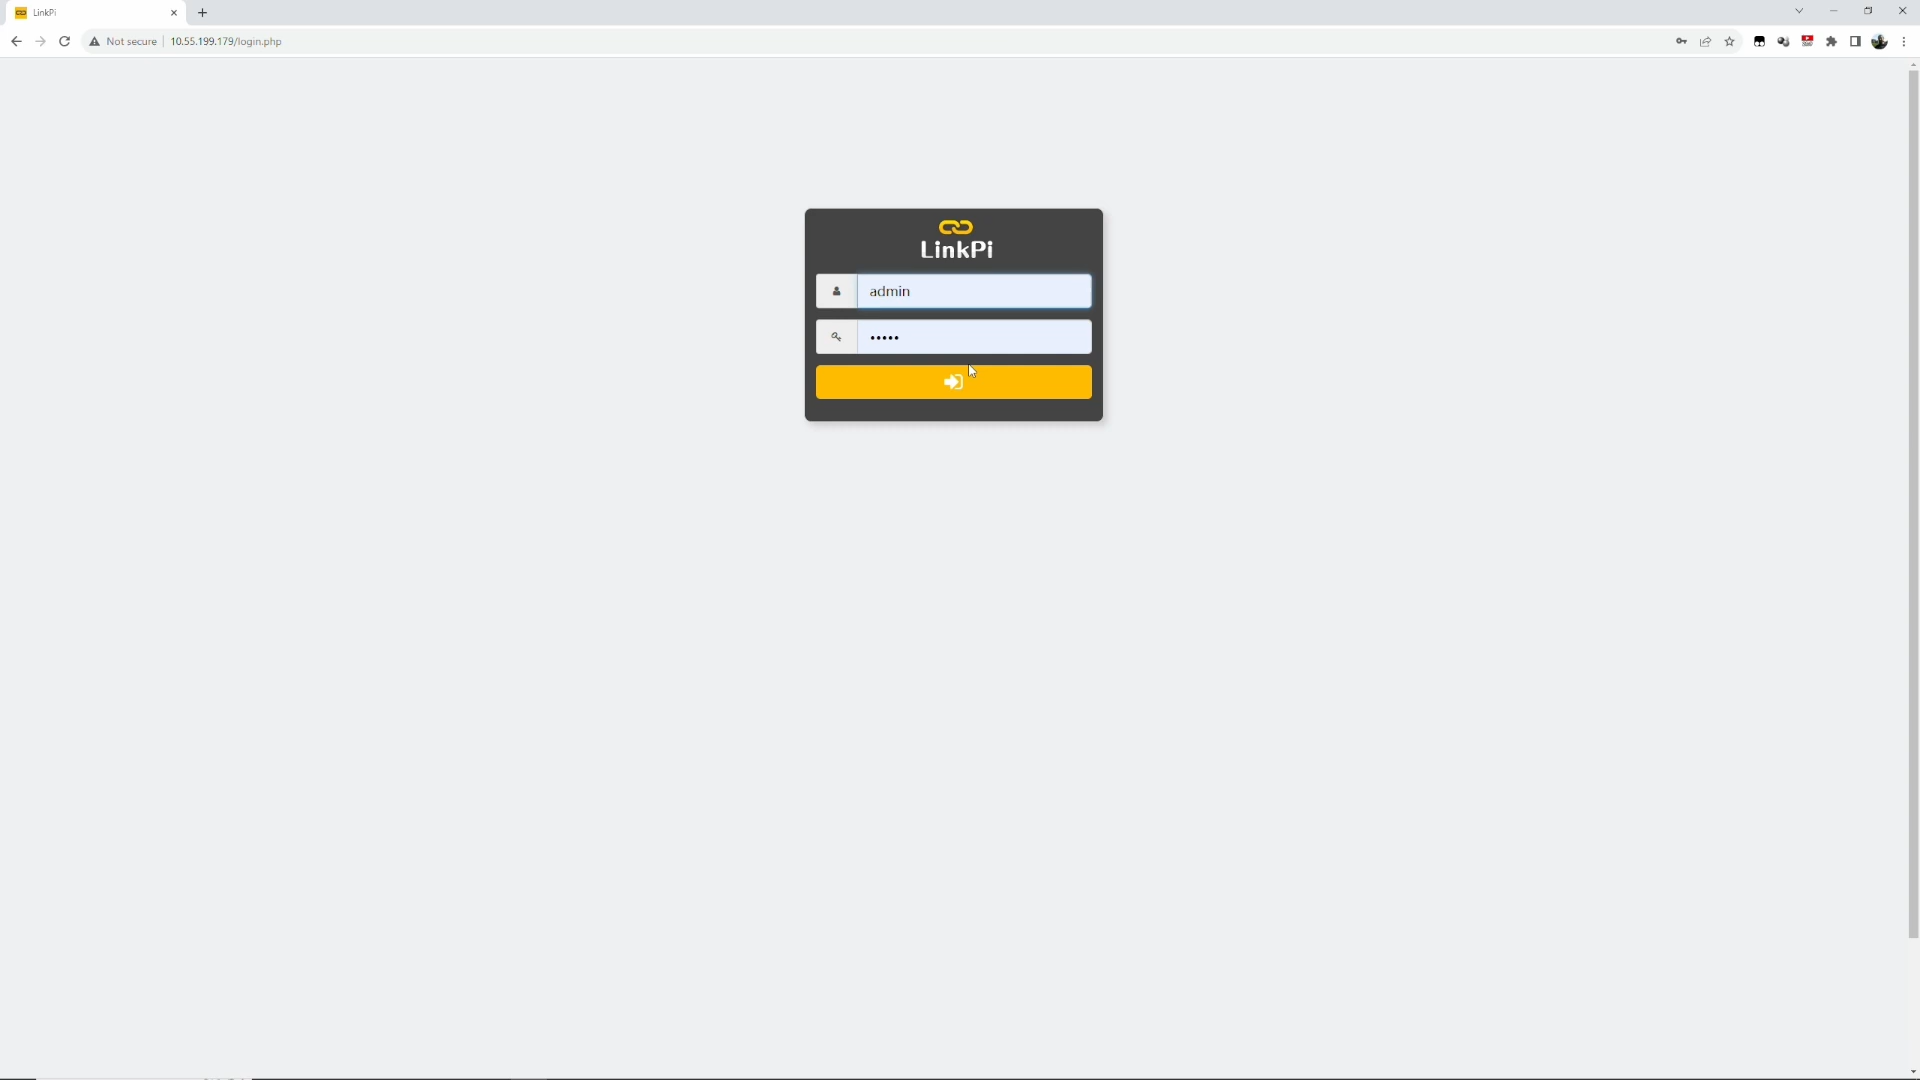 LinkPi
Not secure
10.55.199.179/login.php
LinkPi
admin
•••••